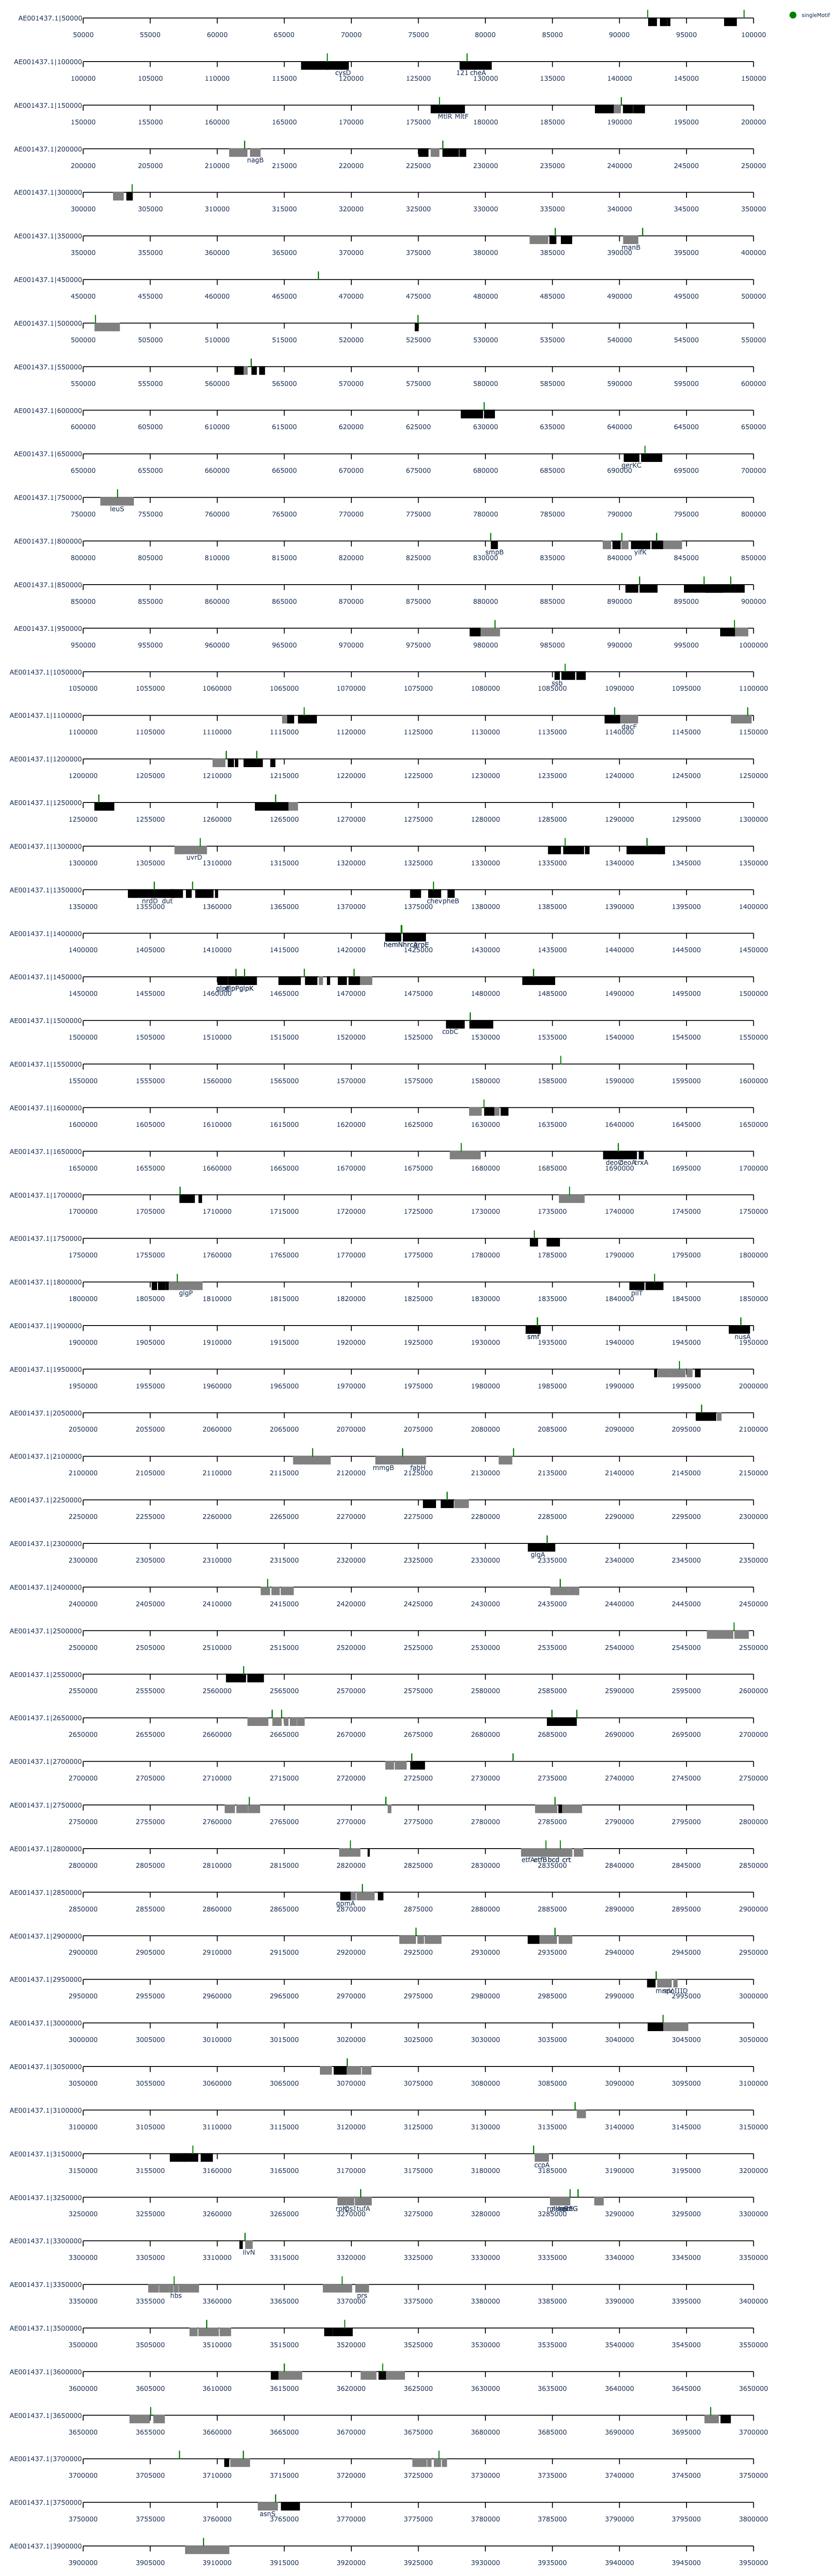 AE001437.1|50000 singleMotif
50000 55000 60000 65000 70000 75000 80000 85000 90000 95000 100000
AE001437.1|100000
cysD 121 cheA
100000 105000 110000 115000 120000 125000 130000 135000 140000 145000 150000
AE001437.1|150000
MtlR MltF
150000 155000 160000 165000 170000 175000 180000 185000 190000 195000 200000
AE001437.1|200000
nagB
200000 205000 210000 215000 220000 225000 230000 235000 240000 245000 250000
AE001437.1|300000
300000 305000 310000 315000 320000 325000 330000 335000 340000 345000 350000
AE001437.1|350000
manB
350000 355000 360000 365000 370000 375000 380000 385000 390000 395000 400000
AE001437.1|450000
450000 455000 460000 465000 470000 475000 480000 485000 490000 495000 500000
AE001437.1|500000
500000 505000 510000 515000 520000 525000 530000 535000 540000 545000 550000
AE001437.1|550000
550000 555000 560000 565000 570000 575000 580000 585000 590000 595000 600000
AE001437.1|600000
600000 605000 610000 615000 620000 625000 630000 635000 640000 645000 650000
AE001437.1|650000
gerKC
650000 655000 660000 665000 670000 675000 680000 685000 690000 695000 700000
AE001437.1|750000
leuS
750000 755000 760000 765000 770000 775000 780000 785000 790000 795000 800000
AE001437.1|800000
smpB yifK
800000 805000 810000 815000 820000 825000 830000 835000 840000 845000 850000
AE001437.1|850000
850000 855000 860000 865000 870000 875000 880000 885000 890000 895000 900000
AE001437.1|950000
950000 955000 960000 965000 970000 975000 980000 985000 990000 995000 1000000
AE001437.1|1050000
ssb
1050000 1055000 1060000 1065000 1070000 1075000 1080000 1085000 1090000 1095000 1100000
AE001437.1|1100000
dacF
1100000 1105000 1110000 1115000 1120000 1125000 1130000 1135000 1140000 1145000 1150000
AE001437.1|1200000
1200000 1205000 1210000 1215000 1220000 1225000 1230000 1235000 1240000 1245000 1250000
AE001437.1|1250000
1250000 1255000 1260000 1265000 1270000 1275000 1280000 1285000 1290000 1295000 1300000
AE001437.1|1300000
uvrD
1300000 1305000 1310000 1315000 1320000 1325000 1330000 1335000 1340000 1345000 1350000
AE001437.1|1350000
nrdD dut chev pheB
1350000 1355000 1360000 1365000 1370000 1375000 1380000 1385000 1390000 1395000 1400000
AE001437.1|1400000
hemN hrcA grpE
1400000 1405000 1410000 1415000 1420000 1425000 1430000 1435000 1440000 1445000 1450000
AE001437.1|1450000
glpK
1450000 1455000 1460000 1465000 1470000 1475000 1480000 1485000 1490000 1495000 1500000
AE001437.1|1500000
cobC
1500000 1505000 1510000 1515000 1520000 1525000 1530000 1535000 1540000 1545000 1550000
AE001437.1|1550000
1550000 1555000 1560000 1565000 1570000 1575000 1580000 1585000 1590000 1595000 1600000
AE001437.1|1600000
1600000 1605000 1610000 1615000 1620000 1625000 1630000 1635000 1640000 1645000 1650000
AE001437.1|1650000
deoA trxA
1650000 1655000 1660000 1665000 1670000 1675000 1680000 1685000 1690000 1695000 1700000
AE001437.1|1700000
1700000 1705000 1710000 1715000 1720000 1725000 1730000 1735000 1740000 1745000 1750000
AE001437.1|1750000
1750000 1755000 1760000 1765000 1770000 1775000 1780000 1785000 1790000 1795000 1800000
AE001437.1|1800000
glgP pilT
1800000 1805000 1810000 1815000 1820000 1825000 1830000 1835000 1840000 1845000 1850000
AE001437.1|1900000
smf nusA
1900000 1905000 1910000 1915000 1920000 1925000 1930000 1935000 1940000 1945000 1950000
AE001437.1|1950000
1950000 1955000 1960000 1965000 1970000 1975000 1980000 1985000 1990000 1995000 2000000
AE001437.1|2050000
2050000 2055000 2060000 2065000 2070000 2075000 2080000 2085000 2090000 2095000 2100000
AE001437.1|2100000
mmgB fabH
2100000 2105000 2110000 2115000 2120000 2125000 2130000 2135000 2140000 2145000 2150000
AE001437.1|2250000
2250000 2255000 2260000 2265000 2270000 2275000 2280000 2285000 2290000 2295000 2300000
AE001437.1|2300000
glgA
2300000 2305000 2310000 2315000 2320000 2325000 2330000 2335000 2340000 2345000 2350000
AE001437.1|2400000
2400000 2405000 2410000 2415000 2420000 2425000 2430000 2435000 2440000 2445000 2450000
AE001437.1|2500000
2500000 2505000 2510000 2515000 2520000 2525000 2530000 2535000 2540000 2545000 2550000
AE001437.1|2550000
2550000 2555000 2560000 2565000 2570000 2575000 2580000 2585000 2590000 2595000 2600000
AE001437.1|2650000
2650000 2655000 2660000 2665000 2670000 2675000 2680000 2685000 2690000 2695000 2700000
AE001437.1|2700000
2700000 2705000 2710000 2715000 2720000 2725000 2730000 2735000 2740000 2745000 2750000
AE001437.1|2750000
2750000 2755000 2760000 2765000 2770000 2775000 2780000 2785000 2790000 2795000 2800000
AE001437.1|2800000
etfA etfB bcd crt
2800000 2805000 2810000 2815000 2820000 2825000 2830000 2835000 2840000 2845000 2850000
AE001437.1|2850000
gpmA
2850000 2855000 2860000 2865000 2870000 2875000 2880000 2885000 2890000 2895000 2900000
AE001437.1|2900000
2900000 2905000 2910000 2915000 2920000 2925000 2930000 2935000 2940000 2945000 2950000
AE001437.1|2950000
spoIIID
2950000 2955000 2960000 2965000 2970000 2975000 2980000 2985000 2990000 2995000 3000000
AE001437.1|3000000
3000000 3005000 3010000 3015000 3020000 3025000 3030000 3035000 3040000 3045000 3050000
AE001437.1|3050000
3050000 3055000 3060000 3065000 3070000 3075000 3080000 3085000 3090000 3095000 3100000
AE001437.1|3100000
3100000 3105000 3110000 3115000 3120000 3125000 3130000 3135000 3140000 3145000 3150000
AE001437.1|3150000
ccpA
3150000 3155000 3160000 3165000 3170000 3175000 3180000 3185000 3190000 3195000 3200000
AE001437.1|3250000
tufA
3250000 3255000 3260000 3265000 3270000 3275000 3280000 3285000 3290000 3295000 3300000
AE001437.1|3300000
livN
3300000 3305000 3310000 3315000 3320000 3325000 3330000 3335000 3340000 3345000 3350000
AE001437.1|3350000
hbs prs
3350000 3355000 3360000 3365000 3370000 3375000 3380000 3385000 3390000 3395000 3400000
AE001437.1|3500000
3500000 3505000 3510000 3515000 3520000 3525000 3530000 3535000 3540000 3545000 3550000
AE001437.1|3600000
3600000 3605000 3610000 3615000 3620000 3625000 3630000 3635000 3640000 3645000 3650000
AE001437.1|3650000
3650000 3655000 3660000 3665000 3670000 3675000 3680000 3685000 3690000 3695000 3700000
AE001437.1|3700000
3700000 3705000 3710000 3715000 3720000 3725000 3730000 3735000 3740000 3745000 3750000
AE001437.1|3750000
asnS
3750000 3755000 3760000 3765000 3770000 3775000 3780000 3785000 3790000 3795000 3800000
AE001437.1|3900000
3900000 3905000 3910000 3915000 3920000 3925000 3930000 3935000 3940000 3945000 3950000